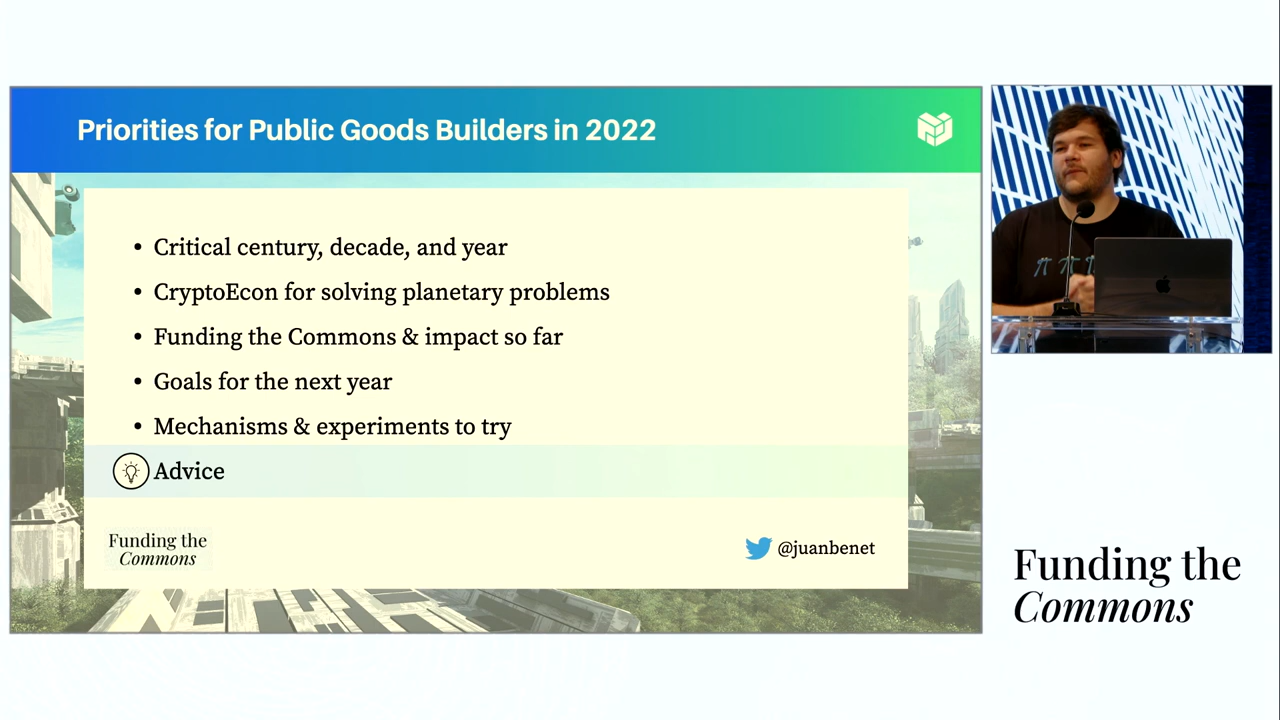 Priorities for Public Goods Builders in 2022
• Critical century, decade, and year
• CryptoEcon for solving planetary problems
• Funding the Commons & impact so far
• Goals for the next year
• Mechanisms & experiments to try
Advice
Funding the
Commons
@juanbenet
Funding the
Commons